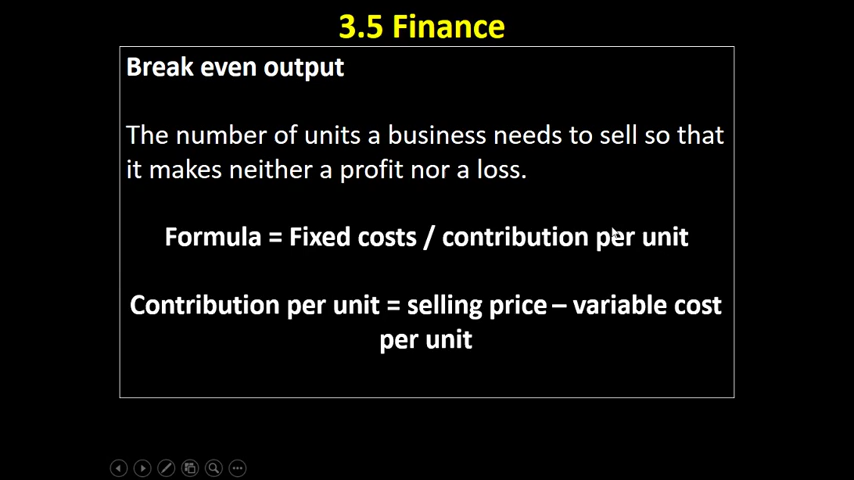 3.5 Finance
Break even output
The number of units a business needs to sell so that
it makes neither a profit nor a loss.
Formula = Fixed costs / contribution per unit
Contribution per unit = selling price – variable cost
per unit